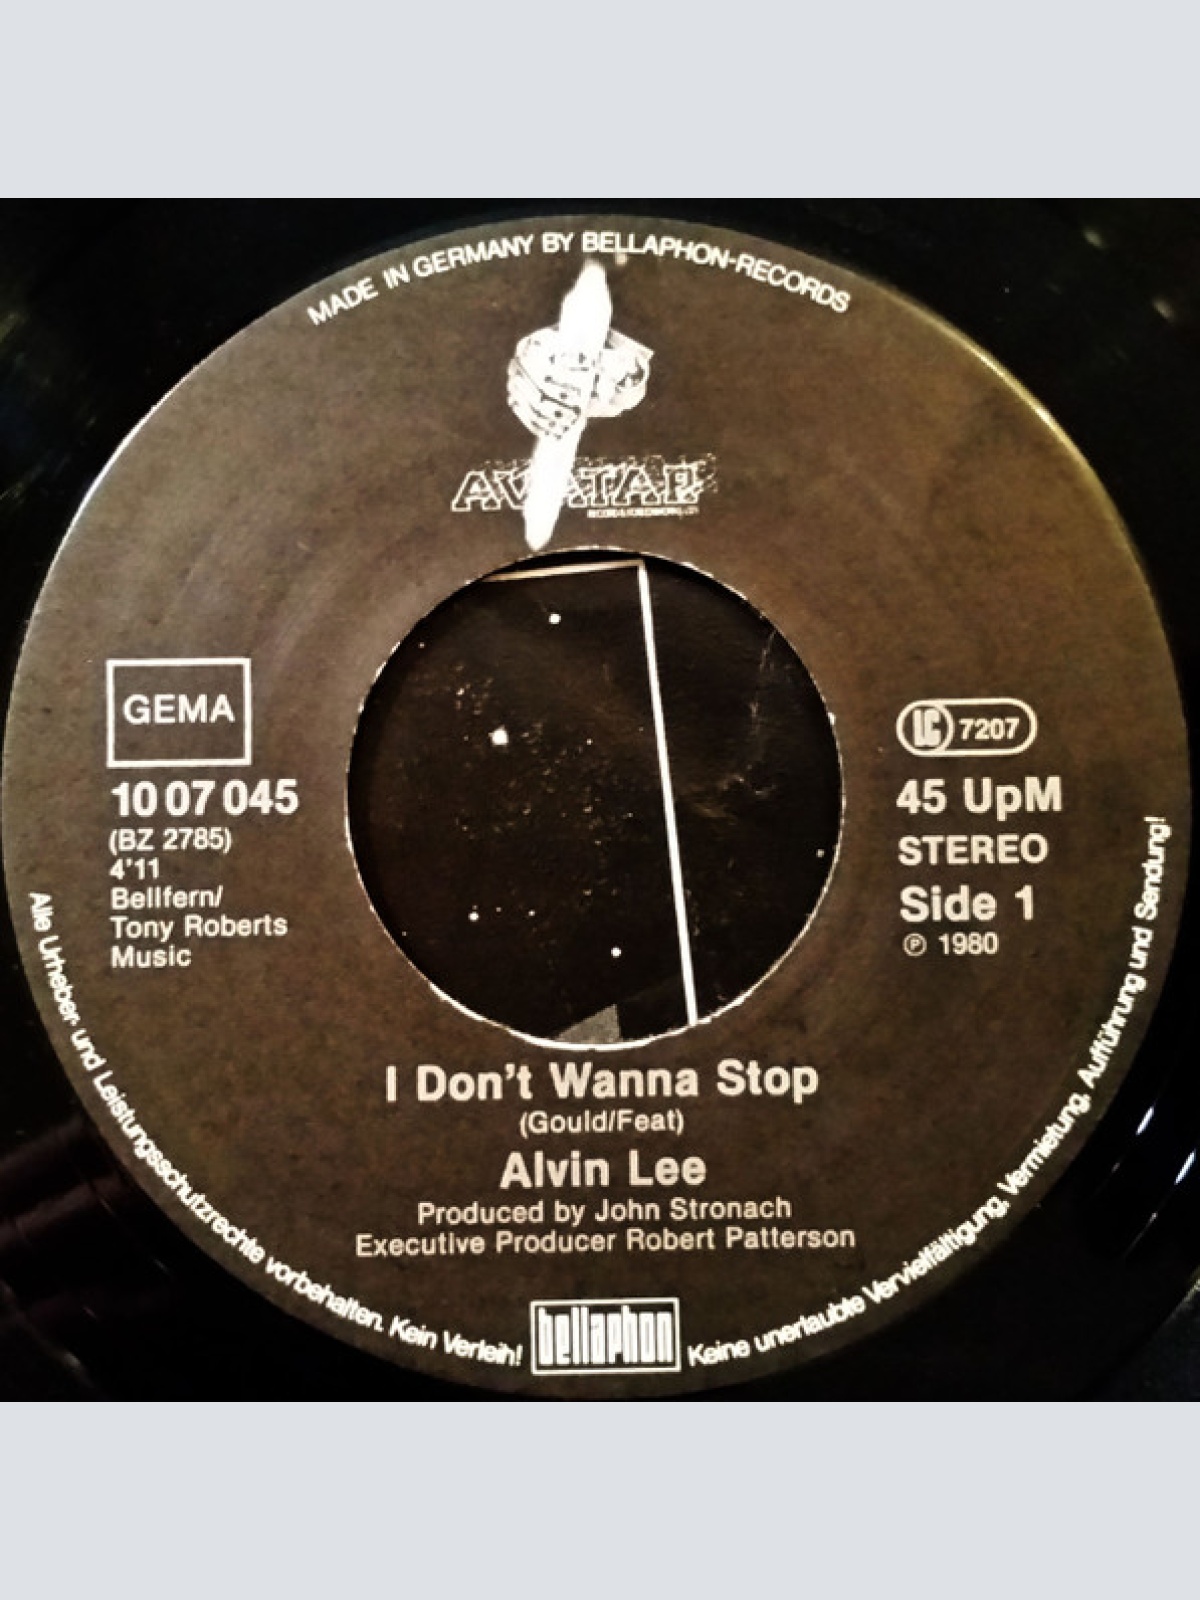 MADE IN GERMANY BY BELLAPHON-RECORDS
AVATAR
GEMA
10 07 045
(BZ 2785)
4'11
Bellfern/
Tony Roberts
Music
LC 7207
45 UpM
STEREO
Side 1
℗ 1980
I Don't Wanna Stop
(Gould/Feat)
Alvin Lee
Produced by John Stronach
Executive Producer Robert Patterson
Alle Urheber- und Leistungsschutzrechte vorbehalten. Kein Verleih!
bellaphon
Keine unerlaubte Vervielfältigung, Vermietung, Aufführung und Sendung!